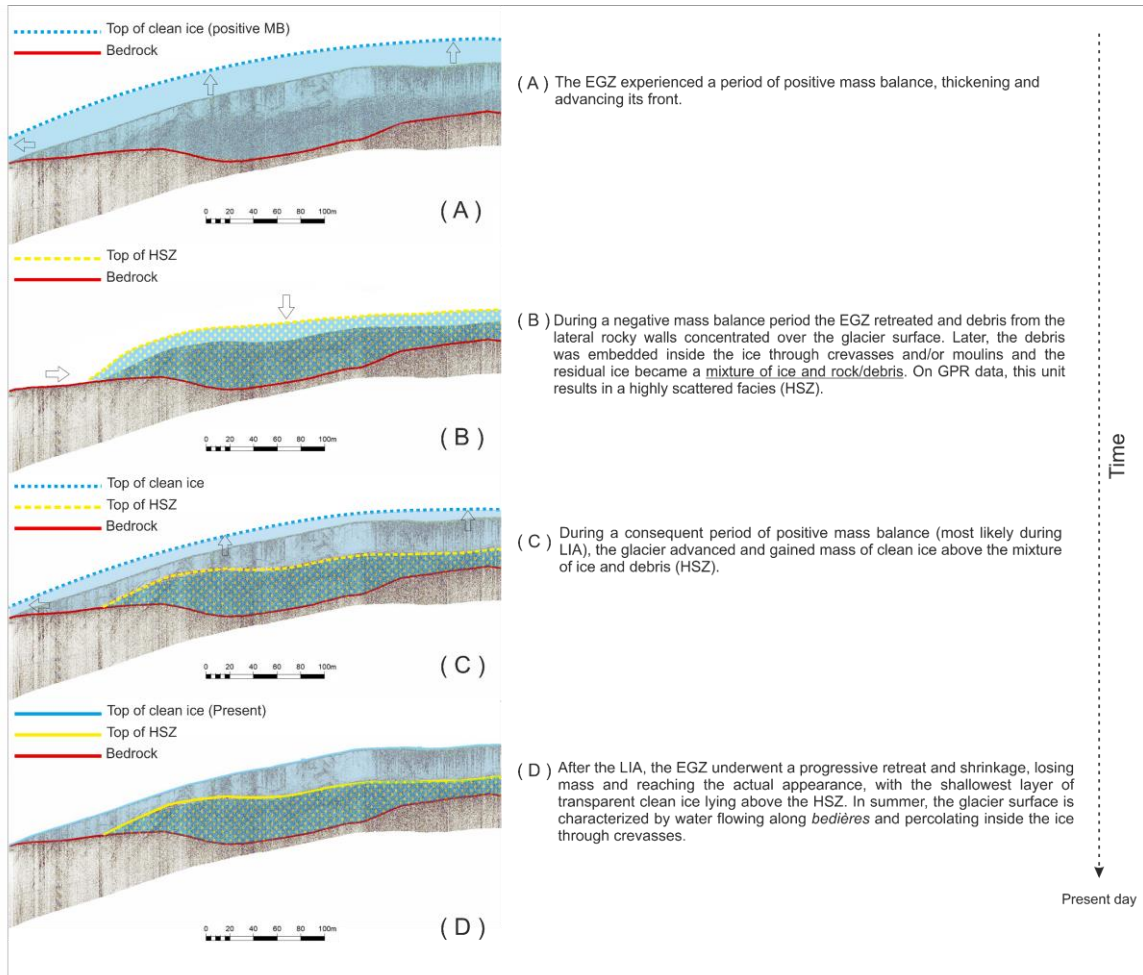 Top of clean ice (positive MB)
Bedrock
(A)
0 20 40 60 80 100m
( A ) The EGZ experienced a period of positive mass balance, thickening and
advancing its front.
Top of HSZ
Bedrock
(B)
0 20 40 60 80 100m
( B ) During a negative mass balance period the EGZ retreated and debris from the
lateral rocky walls concentrated over the glacier surface. Later, the debris
was embedded inside the ice through crevasses and/or moulins and the
residual ice became a mixture of ice and rock/debris. On GPR data, this unit
results in a highly scattered facies (HSZ).
Top of clean ice
Top of HSZ
Bedrock
(C)
0 20 40 60 80 100m
( C ) During a consequent period of positive mass balance (most likely during
LIA), the glacier advanced and gained mass of clean ice above the mixture
of ice and debris (HSZ).
Top of clean ice (Present)
Top of HSZ
Bedrock
(D)
0 20 40 60 80 100m
( D ) After the LIA, the EGZ underwent a progressive retreat and shrinkage, losing
mass and reaching the actual appearance, with the shallowest layer of
transparent clean ice lying above the HSZ. In summer, the glacier surface is
characterized by water flowing along bedières and percolating inside the ice
through crevasses.
Time
Present day